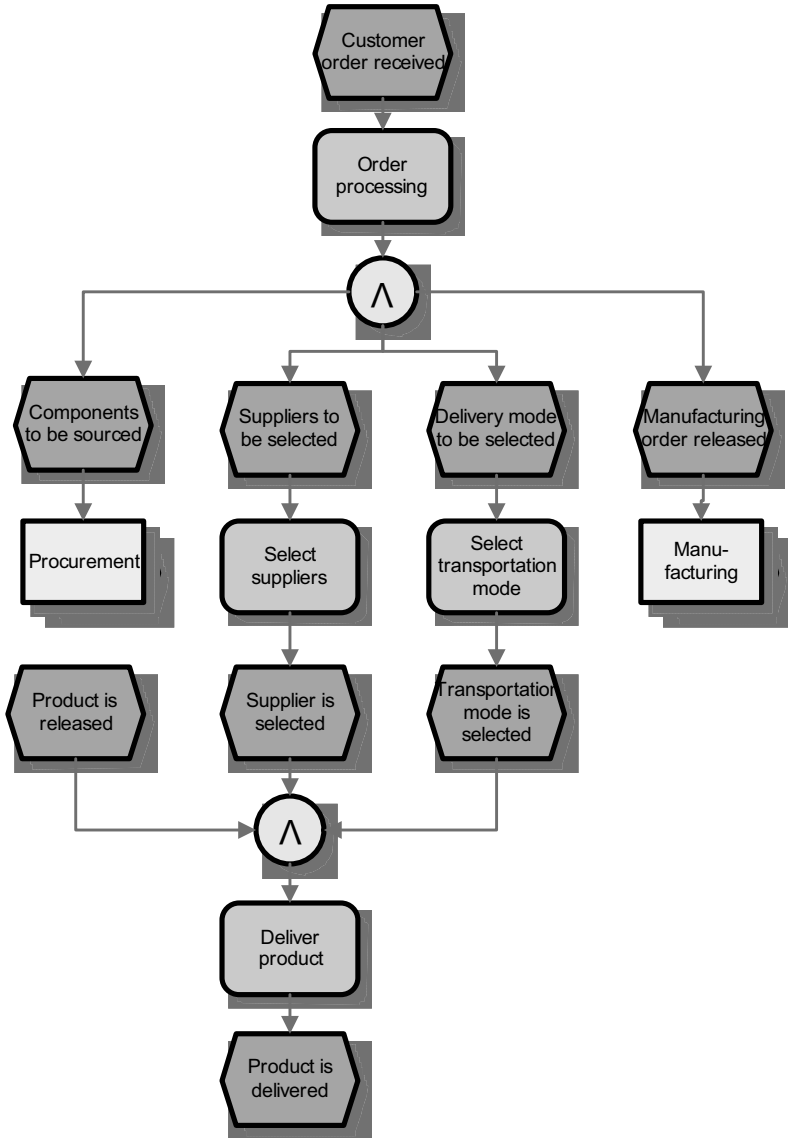 Customer
order received
Order
processing
Λ
Components
to be sourced
Suppliers to
be selected
Delivery mode
to be selected
Manufacturing
order released
Procurement
Select
suppliers
Select
transportation
mode
Manu-
facturing
Product is
released
Supplier is
selected
Transportation
mode is
selected
Λ
Deliver
product
Product is
delivered